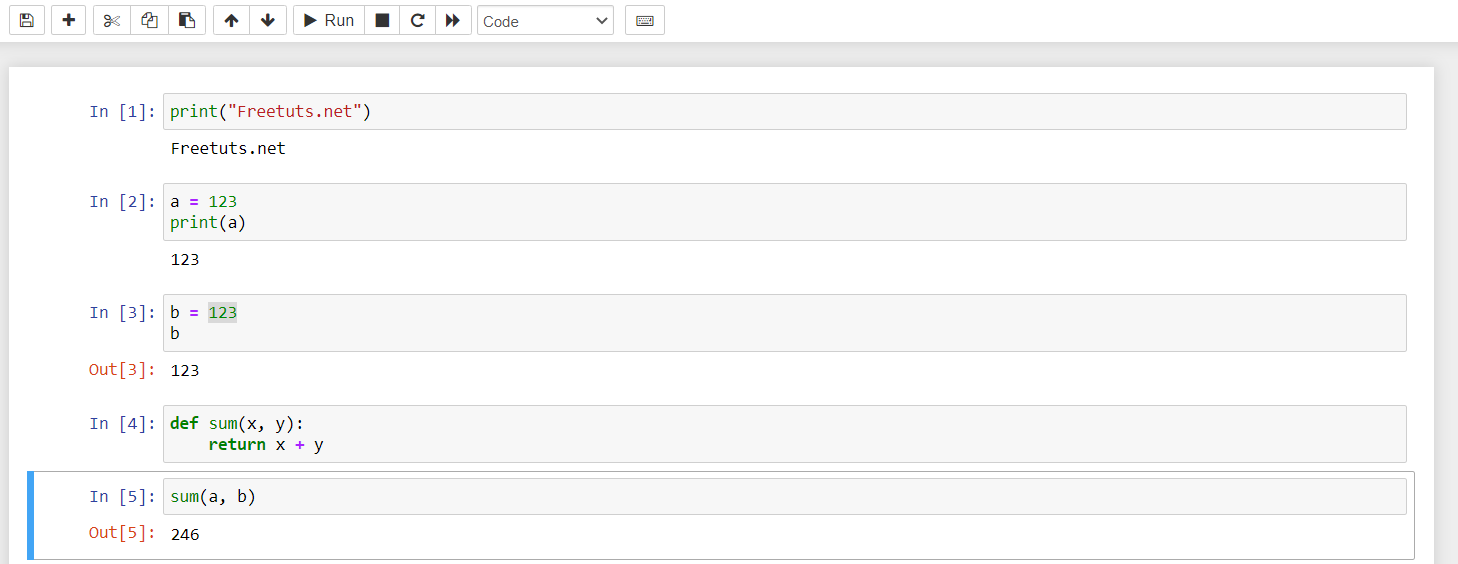 Run Code
In [1]: print("Freetuts.net")
Freetuts.net
In [2]: a = 123
print(a)
123
In [3]: b = 123
b
Out[3]: 123
In [4]: def sum(x, y):
    return x + y
In [5]: sum(a, b)
Out[5]: 246